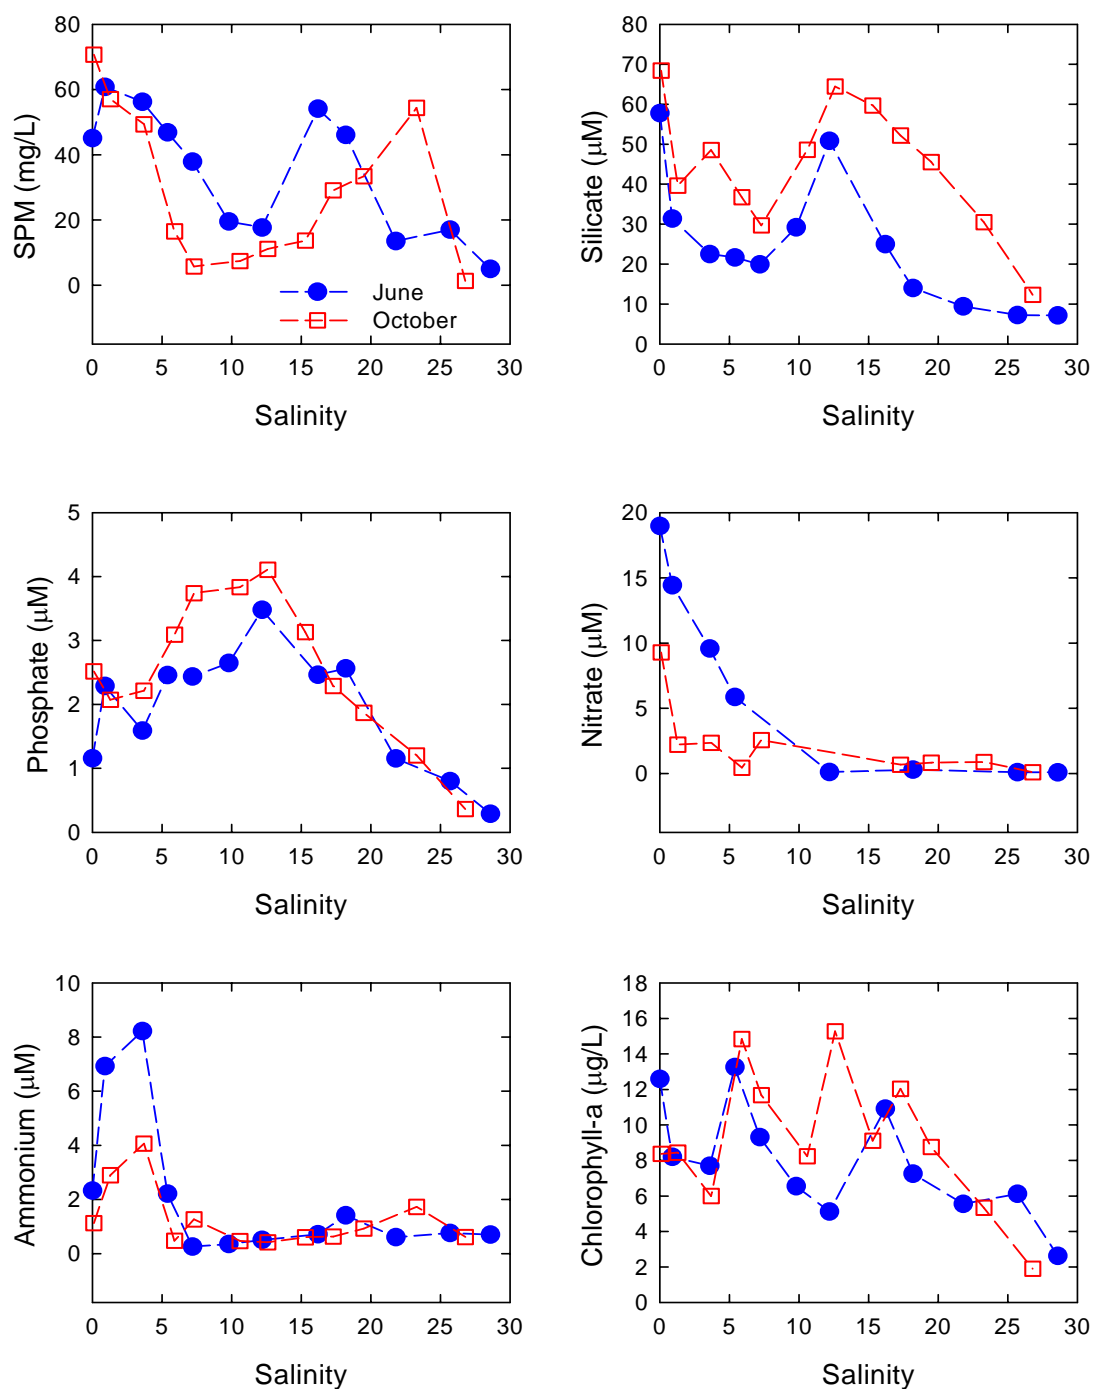 80
60
40
20
0
SPM (mg/L)
June
October
0 5 10 15 20 25 30
Salinity
80
70
60
50
40
30
20
10
0
Silicate (μM)
0 5 10 15 20 25 30
Salinity
5
4
3
2
1
0
Phosphate (μM)
0 5 10 15 20 25 30
Salinity
20
15
10
5
0
Nitrate (μM)
0 5 10 15 20 25 30
Salinity
10
8
6
4
2
0
Ammonium (μM)
0 5 10 15 20 25 30
Salinity
18
16
14
12
10
8
6
4
2
0
Chlorophyll-a (μg/L)
0 5 10 15 20 25 30
Salinity